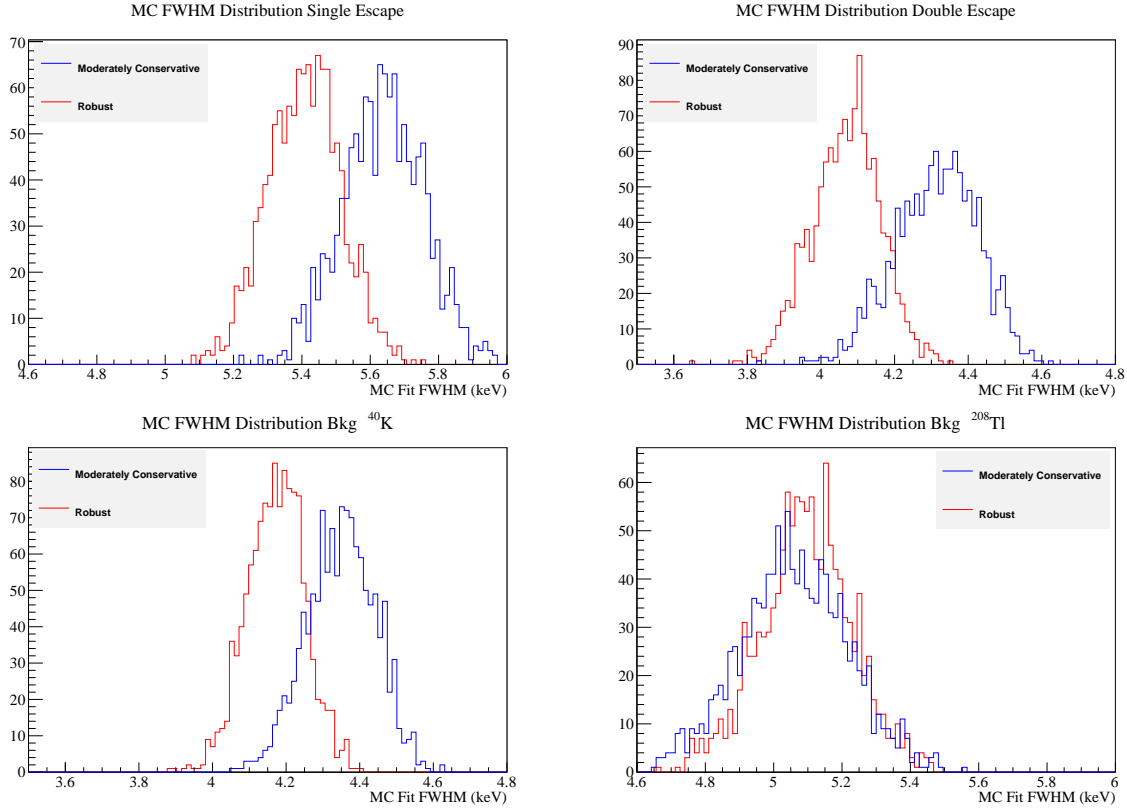 MC FWHM Distribution Single Escape
70
60
50
40
30
20
10
0
4.6 4.8 5 5.2 5.4 5.6 5.8 6
MC Fit FWHM (keV)
Moderately Conservative
Robust
MC FWHM Distribution Double Escape
90
80
70
60
50
40
30
20
10
0
3.6 3.8 4 4.2 4.4 4.6 4.8
MC Fit FWHM (keV)
Moderately Conservative
Robust
MC FWHM Distribution Bkg ⁴⁰K
80
70
60
50
40
30
20
10
0
3.6 3.8 4 4.2 4.4 4.6 4.8
MC Fit FWHM (keV)
Moderately Conservative
Robust
MC FWHM Distribution Bkg ²⁰⁸Tl
60
50
40
30
20
10
0
4.6 4.8 5 5.2 5.4 5.6 5.8 6
MC Fit FWHM (keV)
Moderately Conservative
Robust